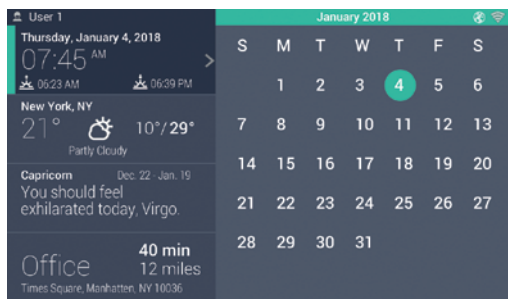 User 1
Thursday, January 4, 2018
07:45 AM
06:23 AM 06:39 PM
New York, NY
21° 10°/29°
Partly Cloudy
Capricorn Dec. 22 - Jan. 19
You should feel
exhilarated today, Virgo.
Office 40 min
12 miles
Times Square, Manhatten, NY 10036
January 2018
S M T W T F S
1 2 3 4 5 6
7 8 9 10 11 12 13
14 15 16 17 18 19 20
21 22 23 24 25 26 27
28 29 30 31